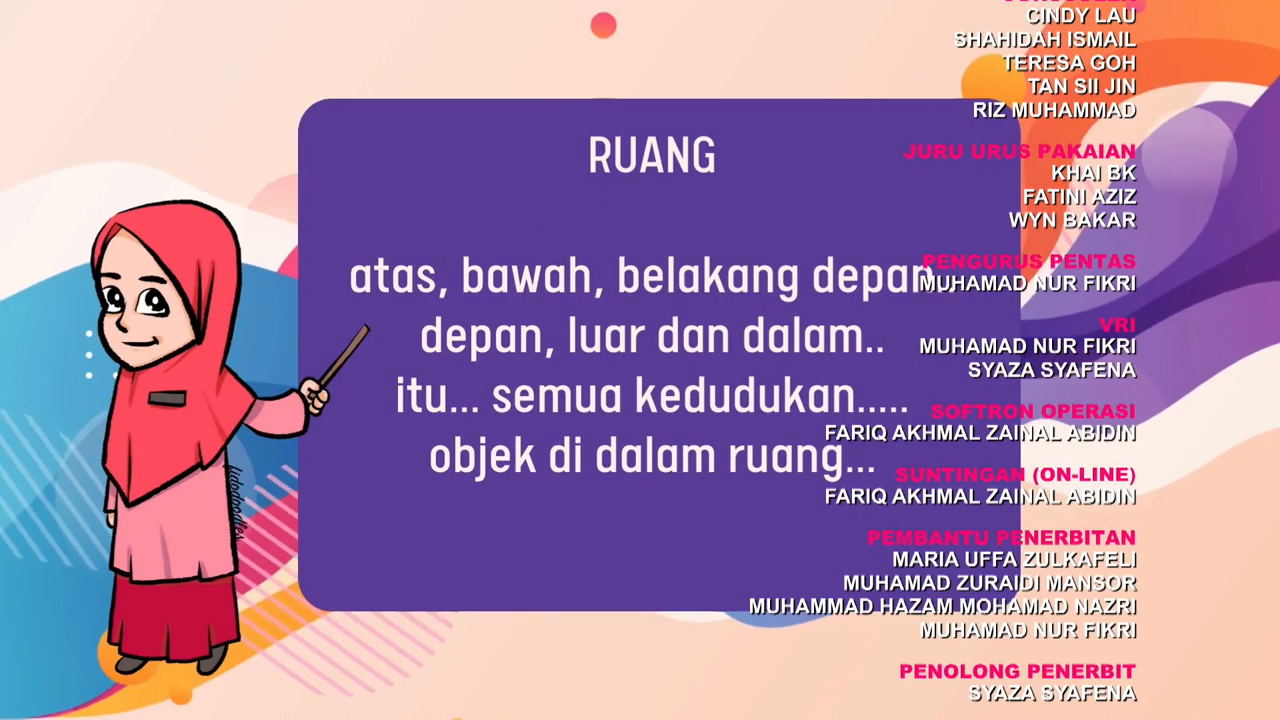 RUANG
atas, bawah, belakang depan..
depan, luar dan dalam..
itu... semua kedudukan.....
objek di dalam ruang...
CINDY LAU
SHAHIDAH ISMAIL
TERESA GOH
TAN SII JIN
RIZ MUHAMMAD
JURU URUS PAKAIAN
KHAI BK
FATINI AZIZ
WYN BAKAR
PENGURUS PENTAS
MUHAMAD NUR FIKRI
VRI
MUHAMAD NUR FIKRI
SYAZA SYAFENA
SOFTRON OPERASI
FARIQ AKHMAL ZAINAL ABIDIN
SUNTINGAN (ON-LINE)
FARIQ AKHMAL ZAINAL ABIDIN
PEMBANTU PENERBITAN
MARIA UFFA ZULKAFELI
MUHAMAD ZURAIDI MANSOR
MUHAMMAD HAZAM MOHAMAD NAZRI
MUHAMAD NUR FIKRI
PENOLONG PENERBIT
SYAZA SYAFENA